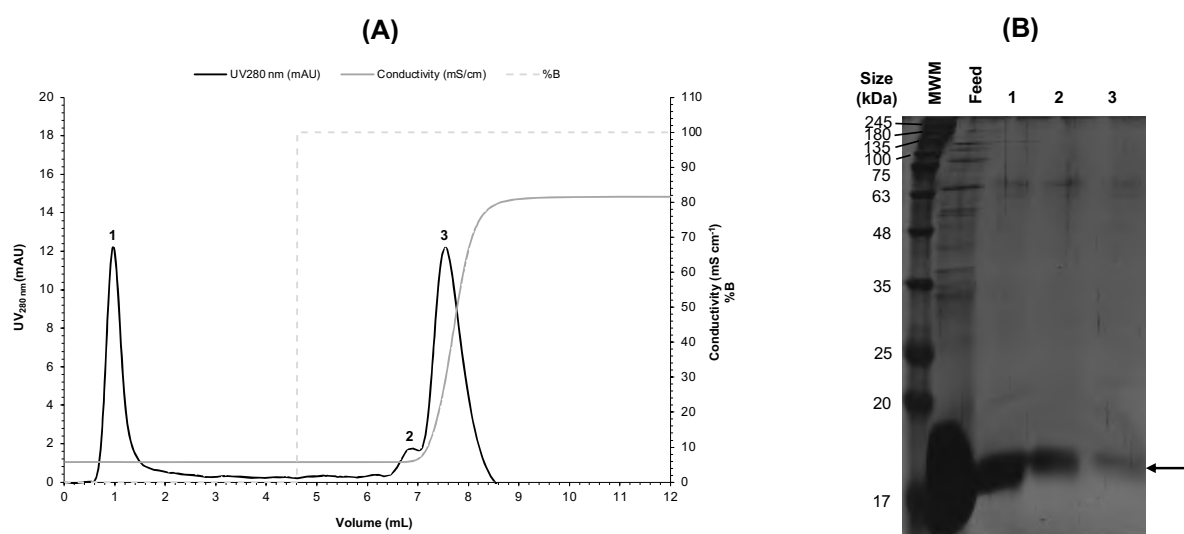 (A)
UV280 nm (mAU) Conductivity (mS/cm) %B
20
18
16
14
12
10
8
6
4
2
0
UV280 nm (mAU)
110
100
90
80
70
60
50
40
30
20
10
0
Conductivity (mS cm-1)
%B
1
2
3
0 1 2 3 4 5 6 7 8 9 10 11 12
Volume (mL)
(B)
Size
(kDa)
MWM
Feed
1 2 3
245
180
135
100
75
63
48
35
25
20
17